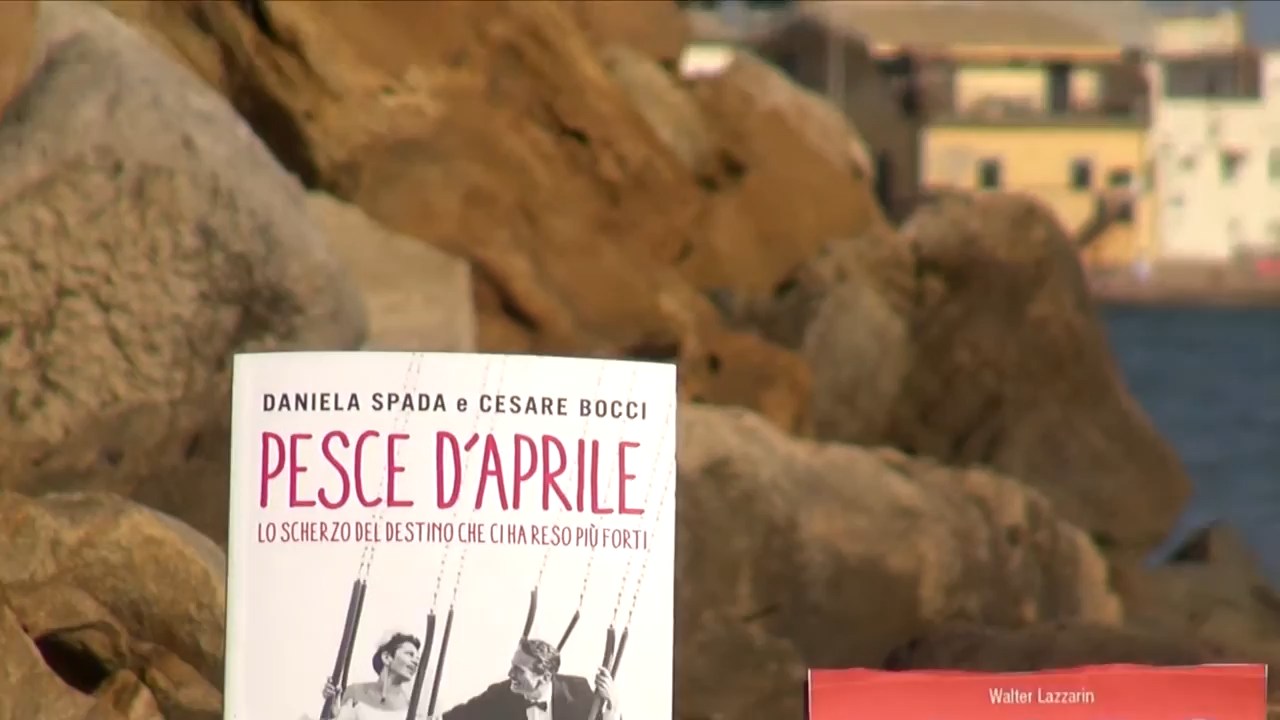 DANIELA SPADA e CESARE BOCCI
PESCE D'APRILE
LO SCHERZO DEL DESTINO CHE CI HA RESO PIÙ FORTI
Walter Lazzarin